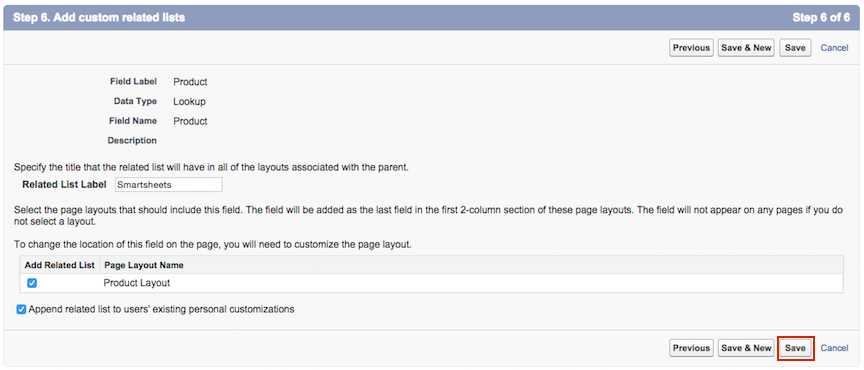 Step 6. Add custom related lists Step 6 of 6
Previous Save & New Save Cancel
Field Label Product
Data Type Lookup
Field Name Product
Description
Specify the title that the related list will have in all of the layouts associated with the parent.
Related List Label Smartsheets
Select the page layouts that should include this field. The field will be added as the last field in the first 2-column section of these page layouts. The field will not appear on any pages if you do
not select a layout.
To change the location of this field on the page, you will need to customize the page layout.
Add Related List Page Layout Name
Product Layout
Append related list to users' existing personal customizations
Previous Save & New Save Cancel